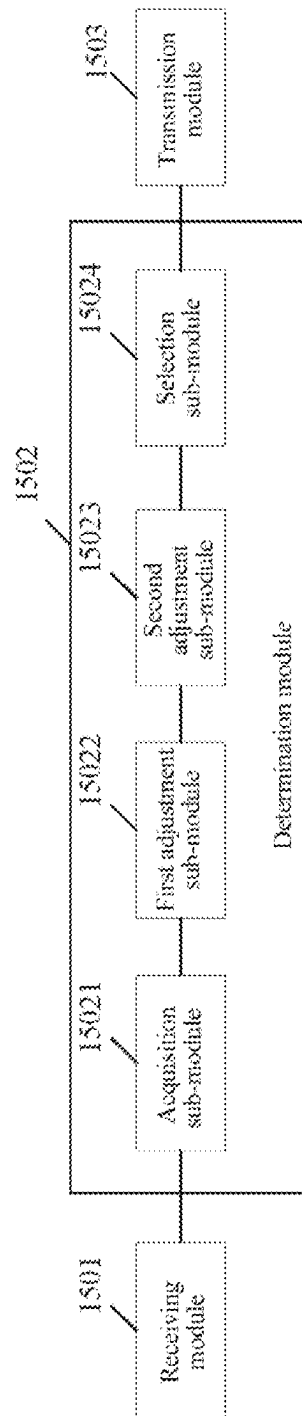 1501
Receiving
module
1502
15021
Acquisition
sub-module
15022
First adjustment
sub-module
15023
Second
adjustment
sub-module
15024
Selection
sub-module
Determination module
1503
Transmission
module